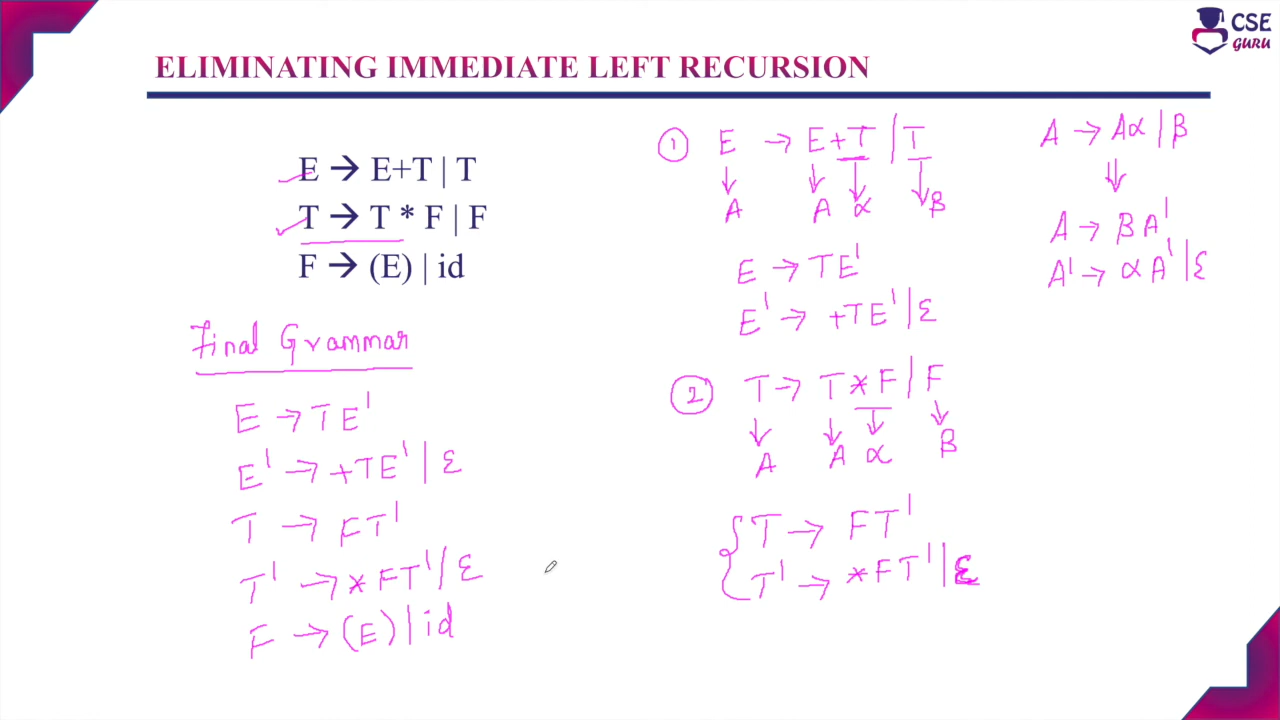 CSE
GURU
ELIMINATING IMMEDIATE LEFT RECURSION
E → E+T | T
T → T * F | F
F → (E) | id
Final Grammar
E → TE'
E' → +TE' | ε
T → FT'
T' → *FT' | ε
F → (E) | id
① E → E+T | T
↓ ↓ ↓ ↓
A A α β
E → TE'
E' → +TE' | ε
② T → T*F | F
↓ ↓ ↓ ↓
A A α β
T → FT'
T' → *FT' | ε
A → Aα | β
⇓
A → βA'
A' → αA' | ε